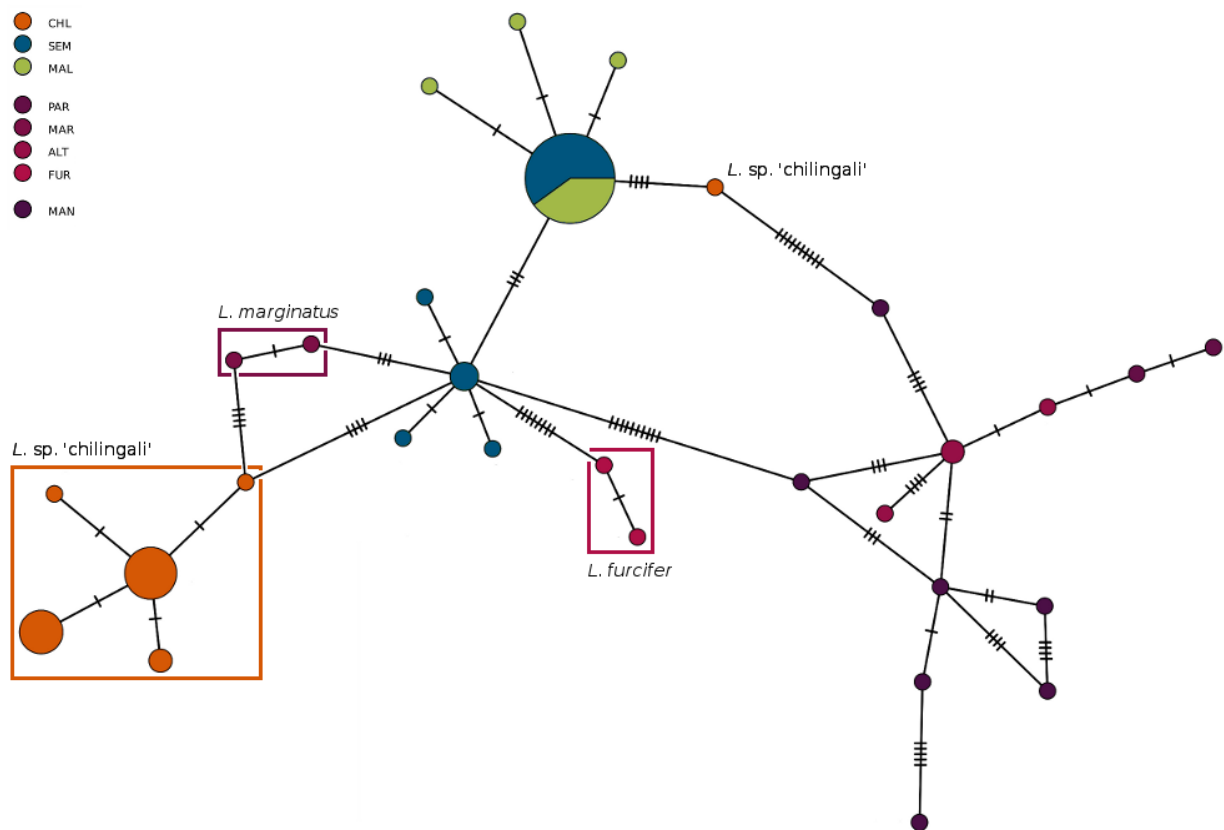 CHL
SEM
MAL
PAR
MAR
ALT
FUR
MAN
L. sp. 'chilingali'
L. marginatus
L. sp. 'chilingali'
L. furcifer